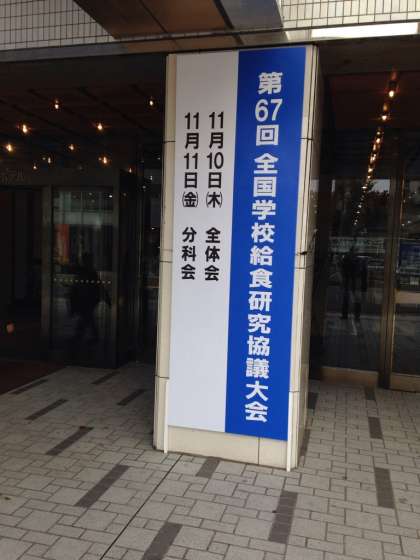 第67回 全国学校給食研究協議大会
11月10日㈭ 全体会
11月11日㈮ 分科会